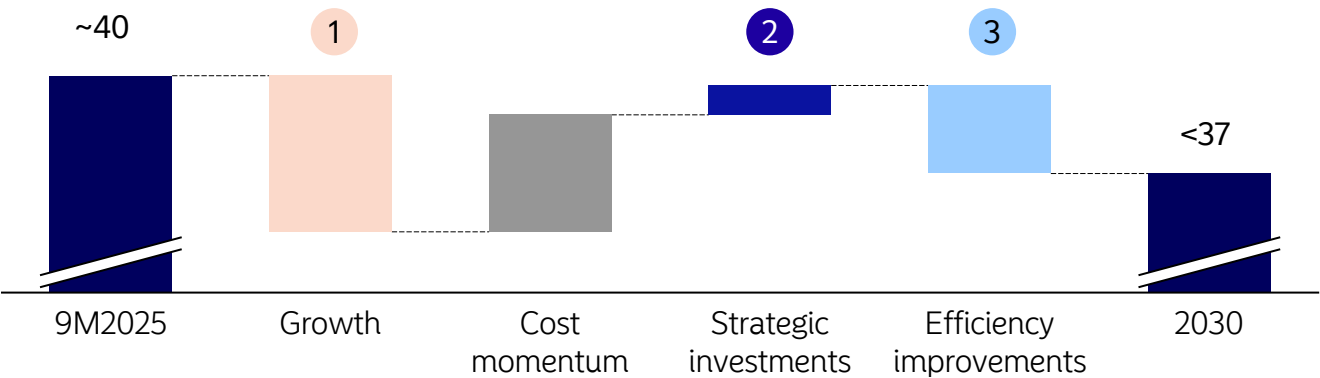 ~40
1
2
3
<37
9M2025
Growth
Cost
momentum
Strategic
investments
Efficiency
improvements
2030